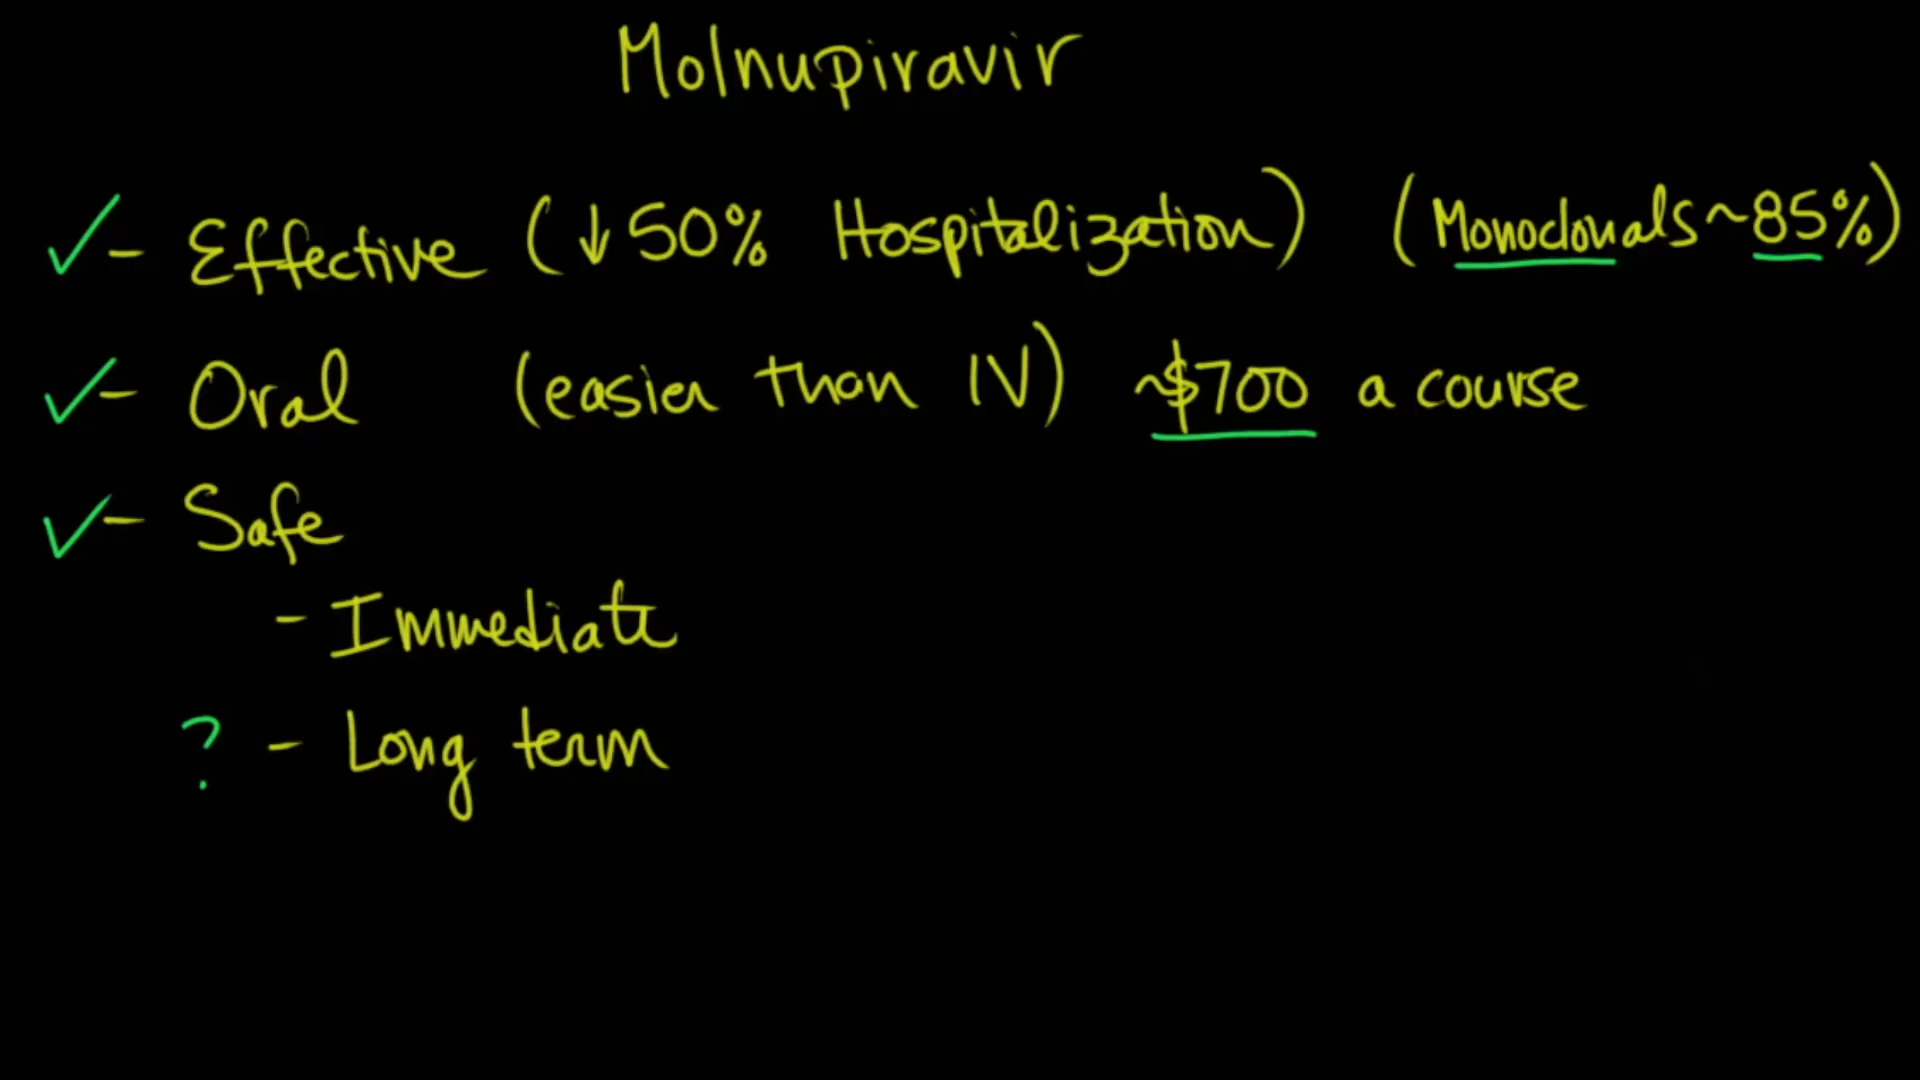 Molnupiravir
✓ - Effective (↓50% Hospitalization) (Monoclonals ~85%)
✓ - Oral (easier than IV) ~$700 a course
✓ - Safe
- Immediate
? - Long term